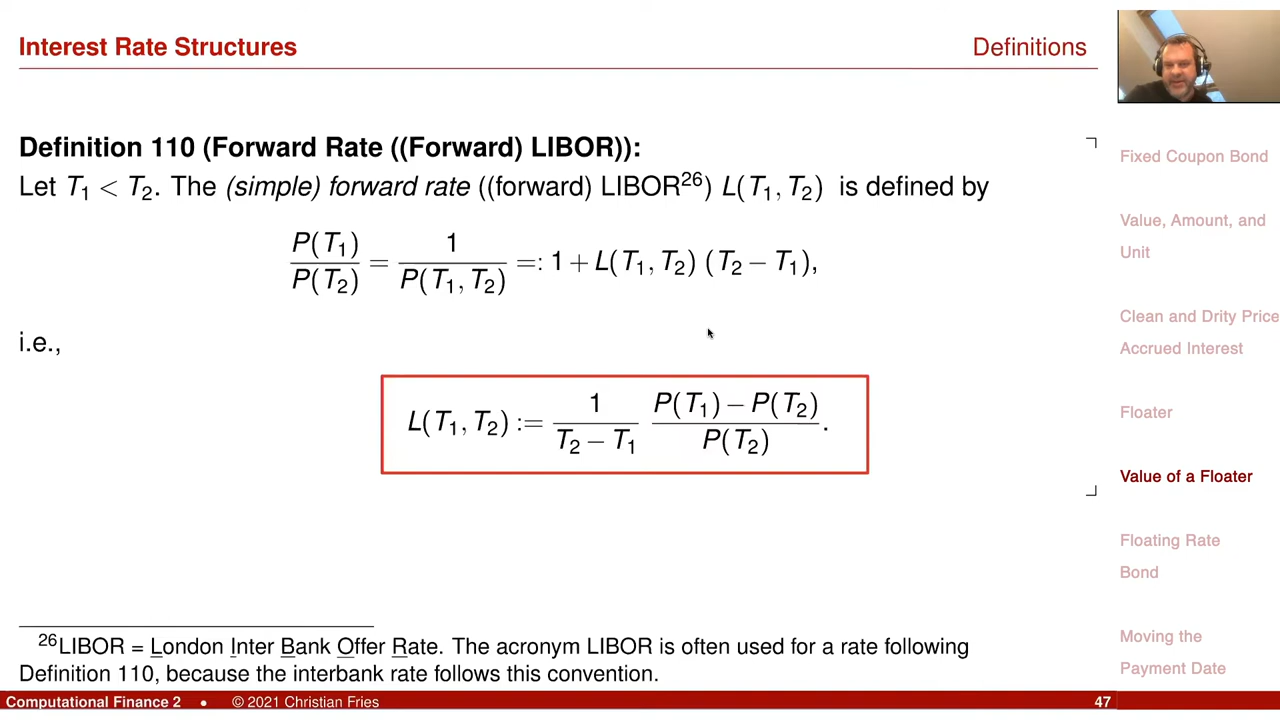 Interest Rate Structures
Definitions
Definition 110 (Forward Rate ((Forward) LIBOR)):
Let T₁ < T₂. The (simple) forward rate ((forward) LIBOR²⁶) L(T₁, T₂) is defined by
P(T₁)/P(T₂) = 1/P(T₁, T₂) =: 1 + L(T₁, T₂) (T₂ − T₁),
i.e.,
L(T₁, T₂) := 1/(T₂ − T₁) (P(T₁) − P(T₂))/P(T₂).
²⁶LIBOR = London Inter Bank Offer Rate. The acronym LIBOR is often used for a rate following
Definition 110, because the interbank rate follows this convention.
Fixed Coupon Bond
Value, Amount, and
Unit
Clean and Drity Price
Accrued Interest
Floater
Value of a Floater
Floating Rate
Bond
Moving the
Payment Date
Computational Finance 2 • © 2021 Christian Fries
47